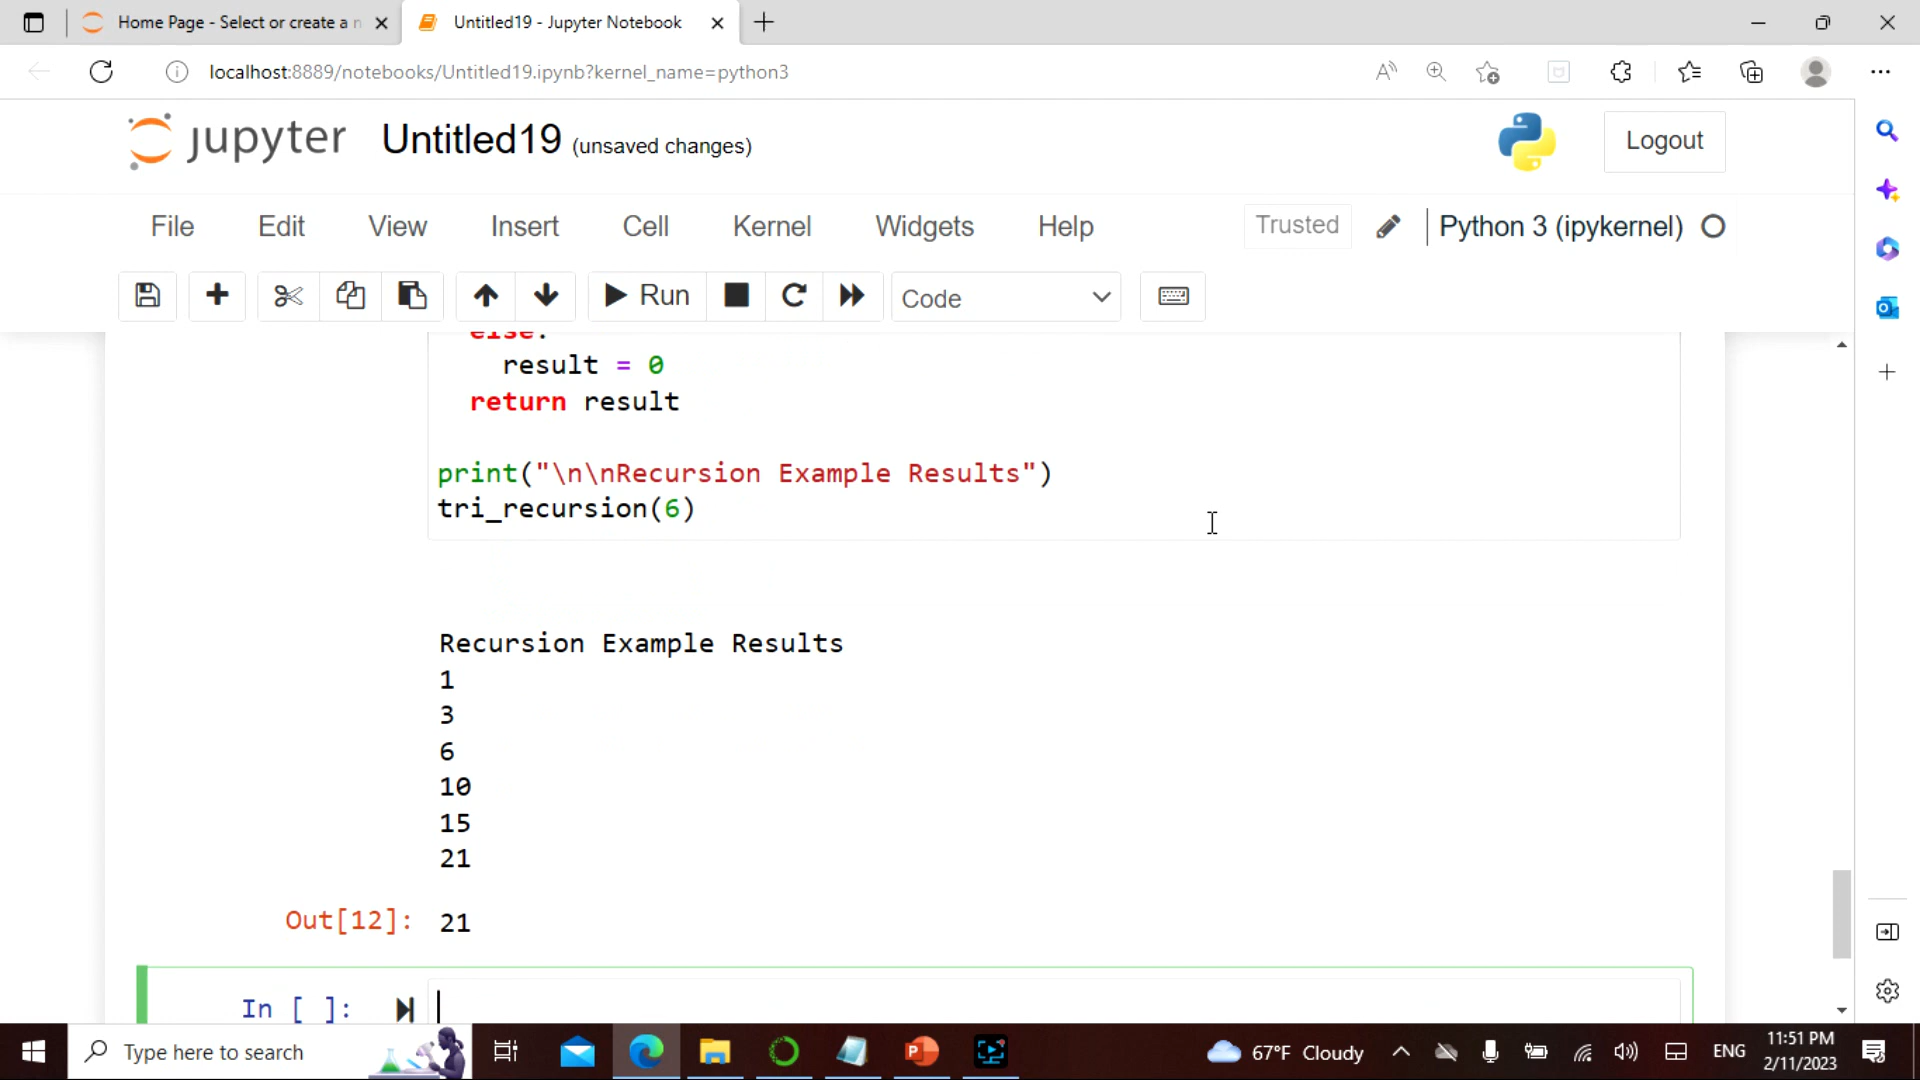 Home Page - Select or create a n
Untitled19 - Jupyter Notebook
localhost:8889/notebooks/Untitled19.ipynb?kernel_name=python3
jupyter Untitled19 (unsaved changes)
Logout
File Edit View Insert Cell Kernel Widgets Help Trusted Python 3 (ipykernel)
Run Code
else:
result = 0
return result
print("\n\nRecursion Example Results")
tri_recursion(6)
Recursion Example Results
1
3
6
10
15
21
Out[12]: 21
In [ ]:
Type here to search
67°F Cloudy
ENG
11:51 PM
2/11/2023